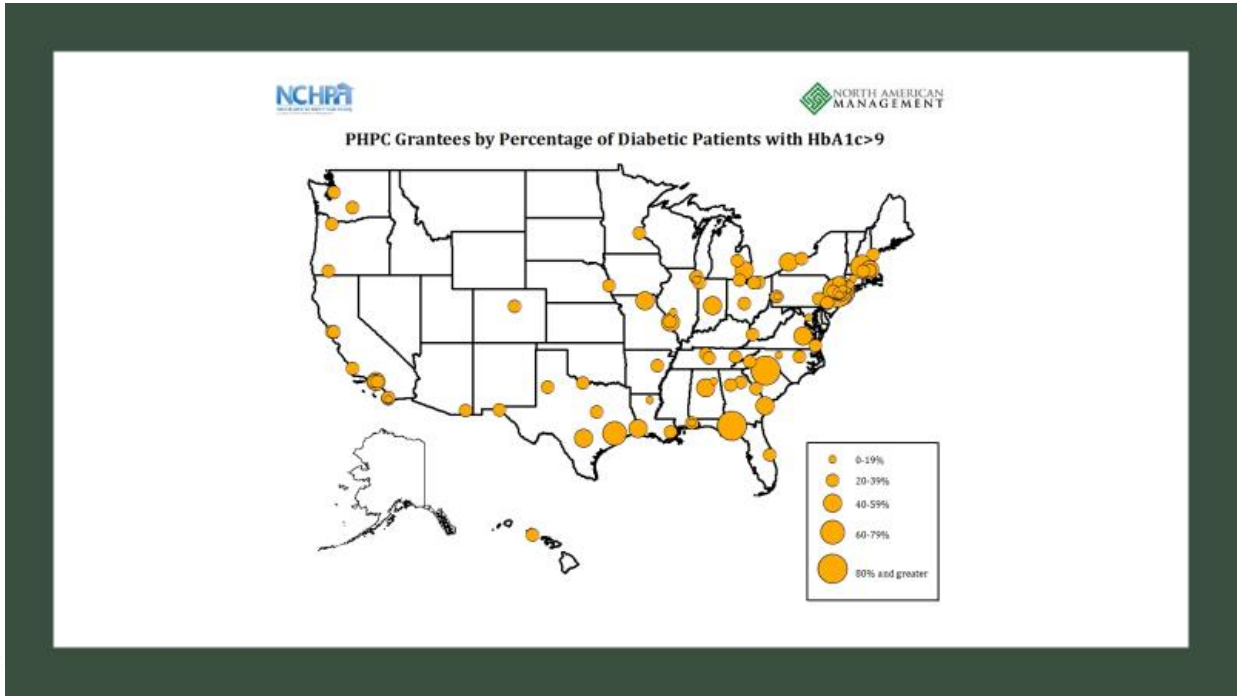 NCHPH
NORTH AMERICAN
MANAGEMENT
PHPC Grantees by Percentage of Diabetic Patients with HbA1c>9
0-19%
20-39%
40-59%
60-79%
80% and greater